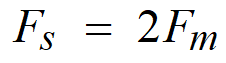 F_s = 2F_m